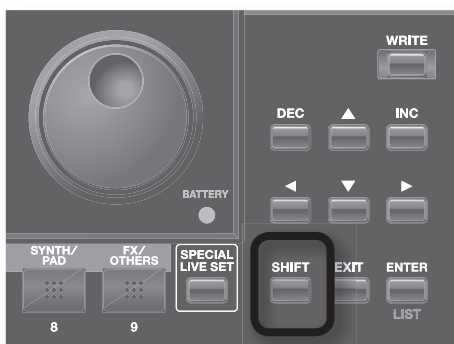 WRITE
DEC ▲ INC
BATTERY
◀ ▼ ▶
SYNTH/
PAD
FX/
OTHERS
SPECIAL
LIVE SET
SHIFT
EXIT
ENTER
LIST
8
9